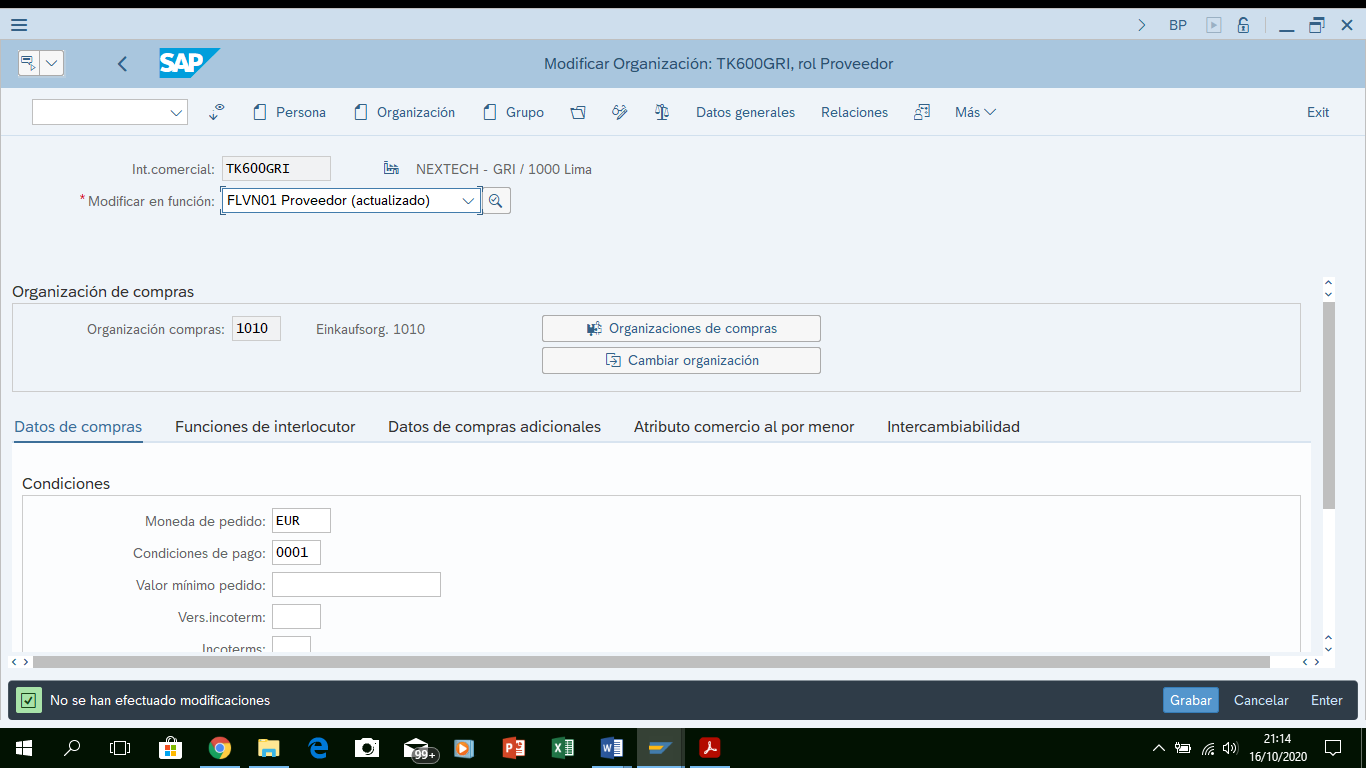 BP
SAP
Modificar Organización: TK600GRI, rol Proveedor
Persona Organización Grupo Datos generales Relaciones Más Exit
Int.comercial: TK600GRI NEXTECH - GRI / 1000 Lima
* Modificar en función: FLVN01 Proveedor (actualizado)
Organización de compras
Organización compras: 1010 Einkaufsorg. 1010 Organizaciones de compras
Cambiar organización
Datos de compras Funciones de interlocutor Datos de compras adicionales Atributo comercio al por menor Intercambiabilidad
Condiciones
Moneda de pedido: EUR
Condiciones de pago: 0001
Valor mínimo pedido:
Vers.incoterm:
Incoterms:
No se han efectuado modificaciones Grabar Cancelar Enter
99+
21:14
16/10/2020